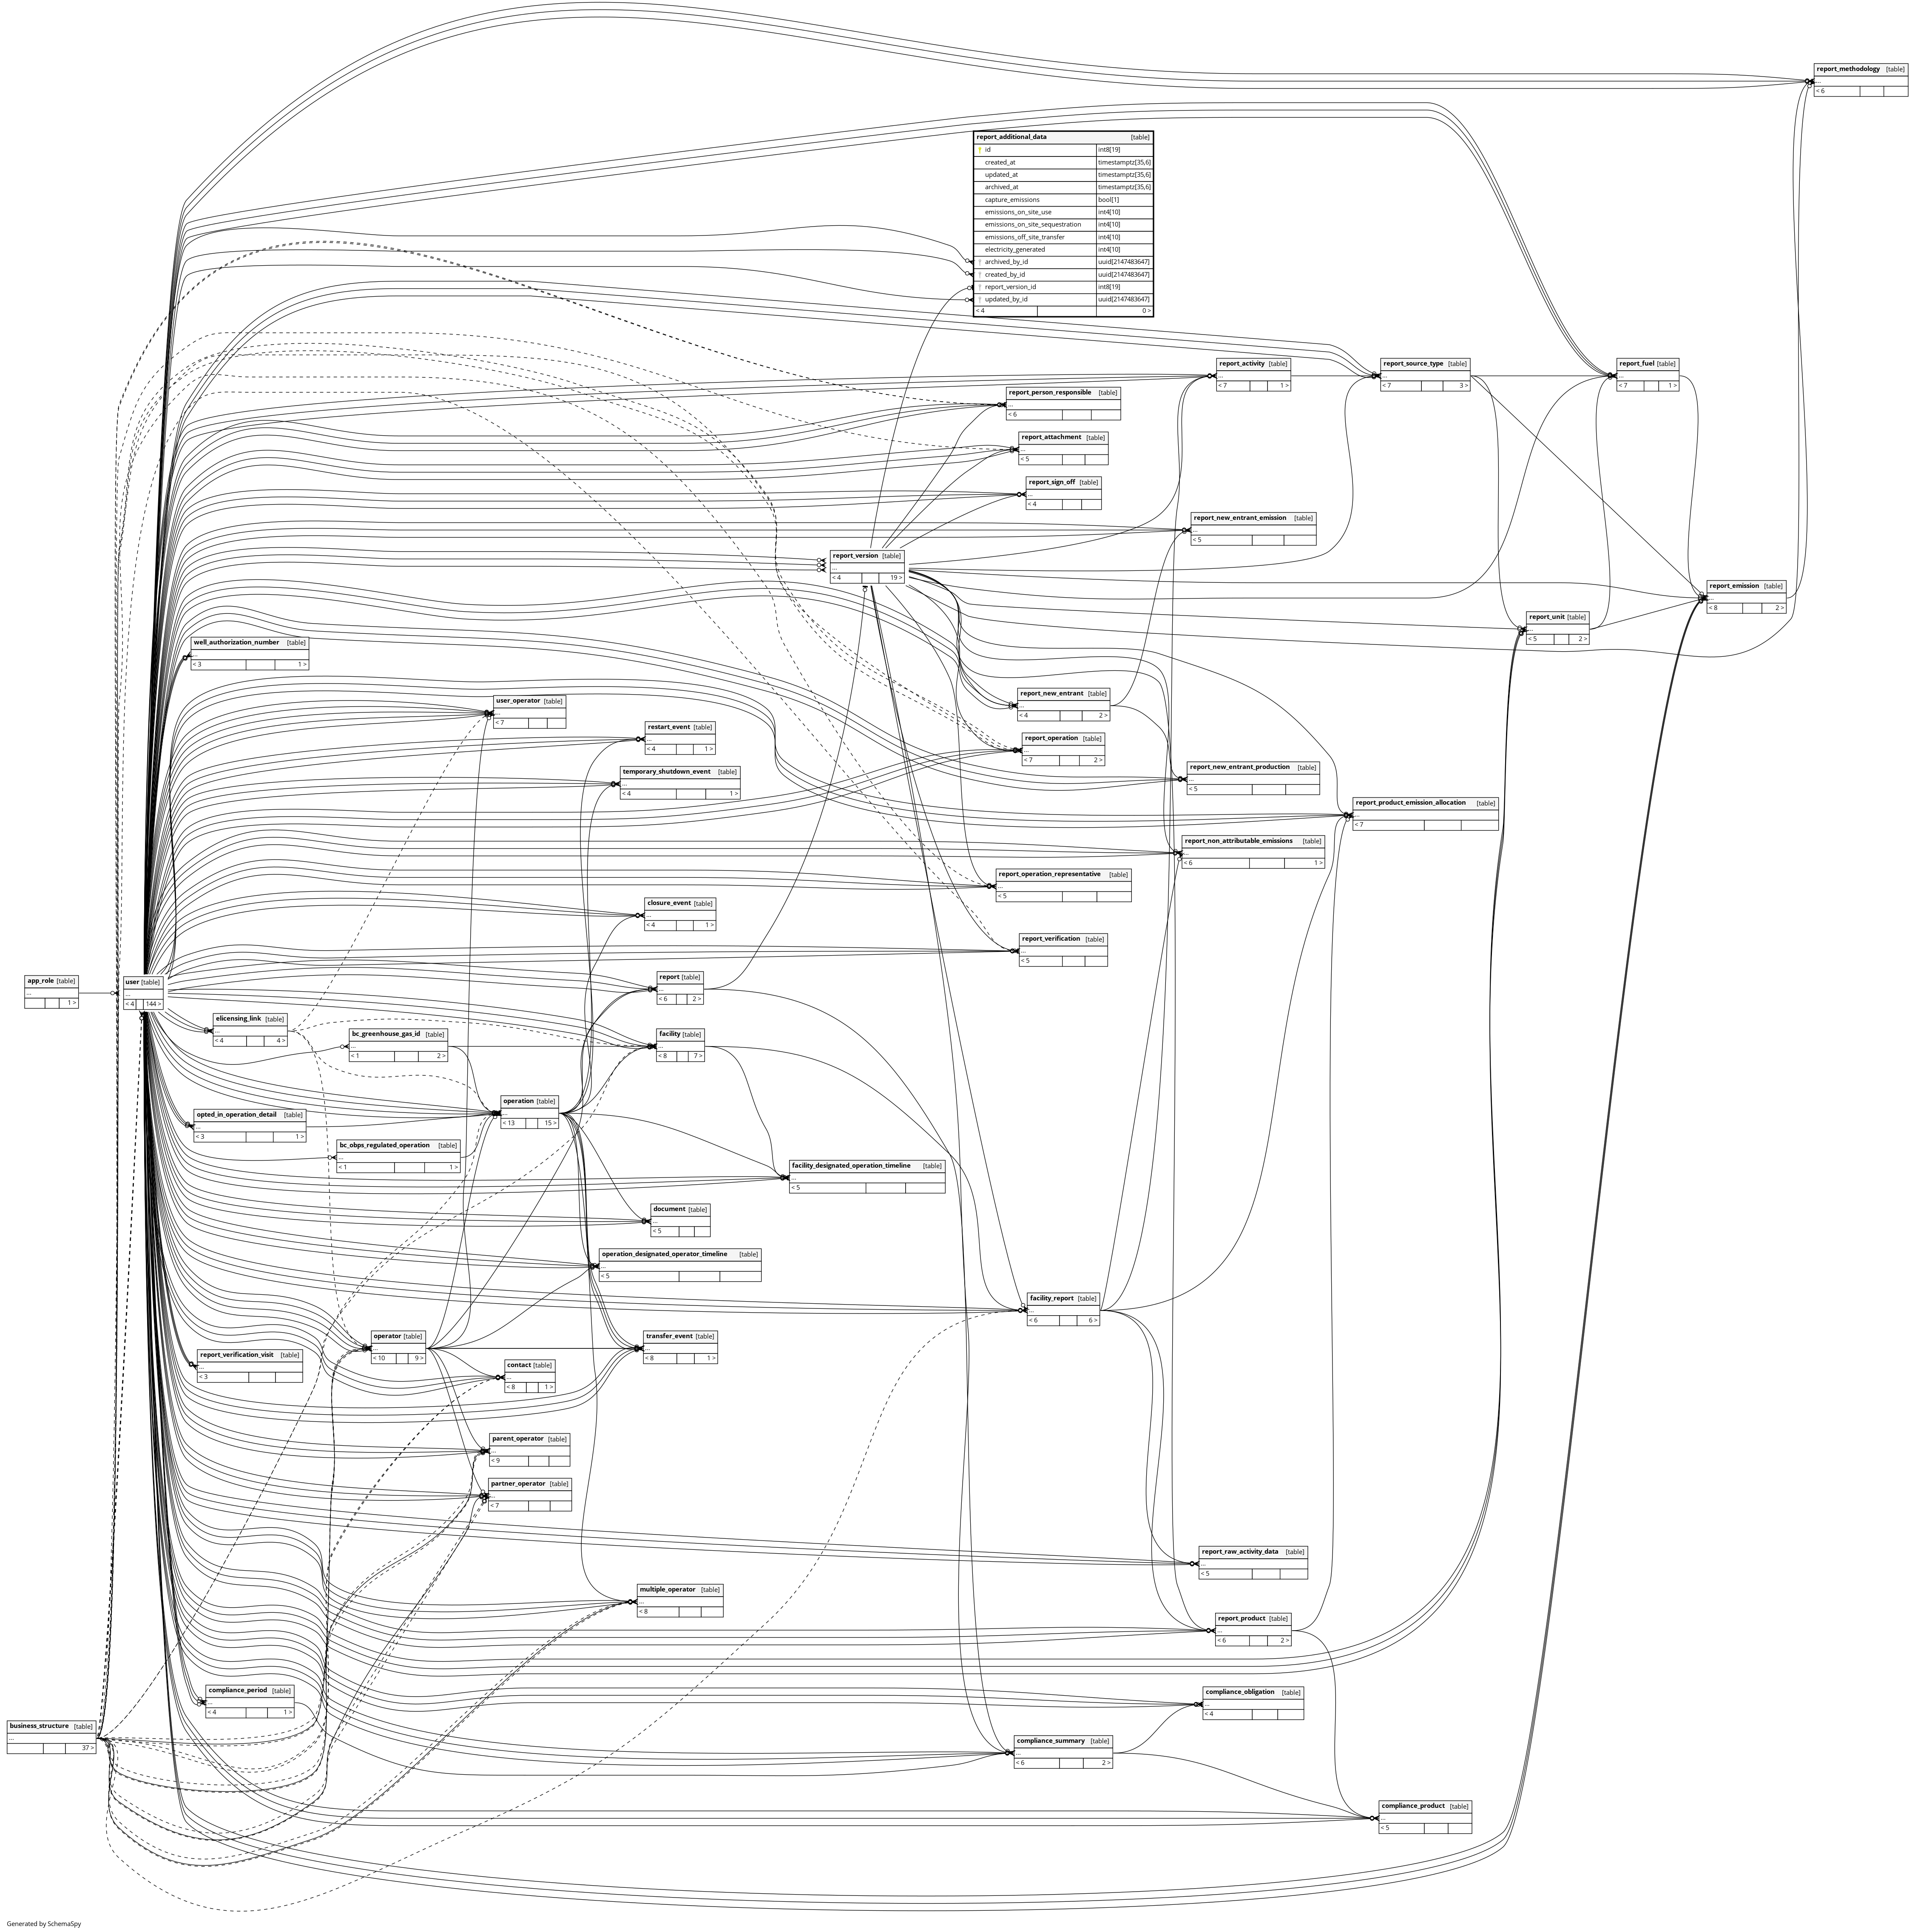 report_methodology [table]
...
< 6
report_additional_data [table]
id int8[19]
created_at timestamptz[35,6]
updated_at timestamptz[35,6]
archived_at timestamptz[35,6]
capture_emissions bool[1]
emissions_on_site_use int4[10]
emissions_on_site_sequestration int4[10]
emissions_off_site_transfer int4[10]
electricity_generated int4[10]
archived_by_id uuid[2147483647]
created_by_id uuid[2147483647]
report_version_id int8[19]
updated_by_id uuid[2147483647]
< 4 0 >
report_activity [table]
...
< 7 1 >
report_source_type [table]
...
< 7 3 >
report_fuel [table]
...
< 7 1 >
report_person_responsible [table]
...
< 6
report_attachment [table]
...
< 5
report_sign_off [table]
...
< 4
report_new_entrant_emission [table]
...
< 5
report_version [table]
...
< 4 19 >
report_emission [table]
...
< 8 2 >
report_unit [table]
...
< 5 2 >
well_authorization_number [table]
...
< 3 1 >
report_new_entrant [table]
...
< 4 2 >
user_operator [table]
...
< 7
restart_event [table]
...
< 4 1 >
report_operation [table]
...
< 7 2 >
temporary_shutdown_event [table]
...
< 4 1 >
report_new_entrant_production [table]
...
< 5
report_product_emission_allocation [table]
...
< 7
report_non_attributable_emissions [table]
...
< 6 1 >
report_operation_representative [table]
...
< 5
closure_event [table]
...
< 4 1 >
report_verification [table]
...
< 5
app_role [table]
...
1 >
user [table]
...
< 4 144 >
report [table]
...
< 6 2 >
elicensing_link [table]
...
< 4 4 >
bc_greenhouse_gas_id [table]
...
< 1 2 >
facility [table]
...
< 8 7 >
operation [table]
...
< 13 15 >
opted_in_operation_detail [table]
...
< 3 1 >
bc_obps_regulated_operation [table]
...
< 1 1 >
facility_designated_operation_timeline [table]
...
< 5
document [table]
...
< 5
operation_designated_operator_timeline [table]
...
< 5
facility_report [table]
...
< 6 6 >
operator [table]
...
< 10 9 >
transfer_event [table]
...
< 8 1 >
report_verification_visit [table]
...
< 3
contact [table]
...
< 8 1 >
parent_operator [table]
...
< 9
partner_operator [table]
...
< 7
report_raw_activity_data [table]
...
< 5
multiple_operator [table]
...
< 8
report_product [table]
...
< 6 2 >
compliance_period [table]
...
< 4 1 >
compliance_obligation [table]
...
< 4
business_structure [table]
...
37 >
compliance_summary [table]
...
< 6 2 >
compliance_product [table]
...
< 5
Generated by SchemaSpy